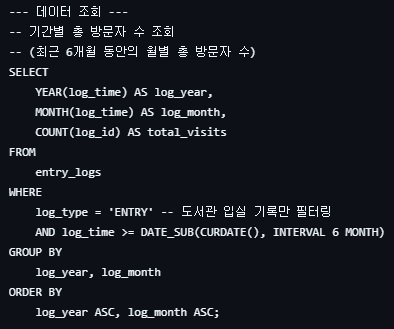 --- 데이터 조회 ---
-- 기간별 총 방문자 수 조회
-- (최근 6개월 동안의 월별 총 방문자 수)
SELECT
    YEAR(log_time) AS log_year,
    MONTH(log_time) AS log_month,
    COUNT(log_id) AS total_visits
FROM
    entry_logs
WHERE
    log_type = 'ENTRY' -- 도서관 입실 기록만 필터링
    AND log_time >= DATE_SUB(CURDATE(), INTERVAL 6 MONTH)
GROUP BY
    log_year, log_month
ORDER BY
    log_year ASC, log_month ASC;